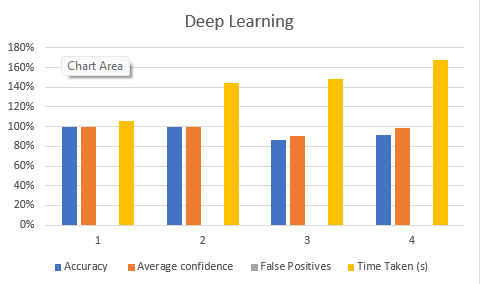 Deep Learning
180%
160%
Chart Area
140%
120%
100%
80%
60%
40%
20%
0%
1 2 3 4
Accuracy Average confidence False Positives Time Taken (s)